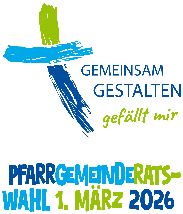 GEMEINSAM
GESTALTEN
gefällt mir
PFARRGEMEINDERATS-
WAHL 1. MÄRZ 2026